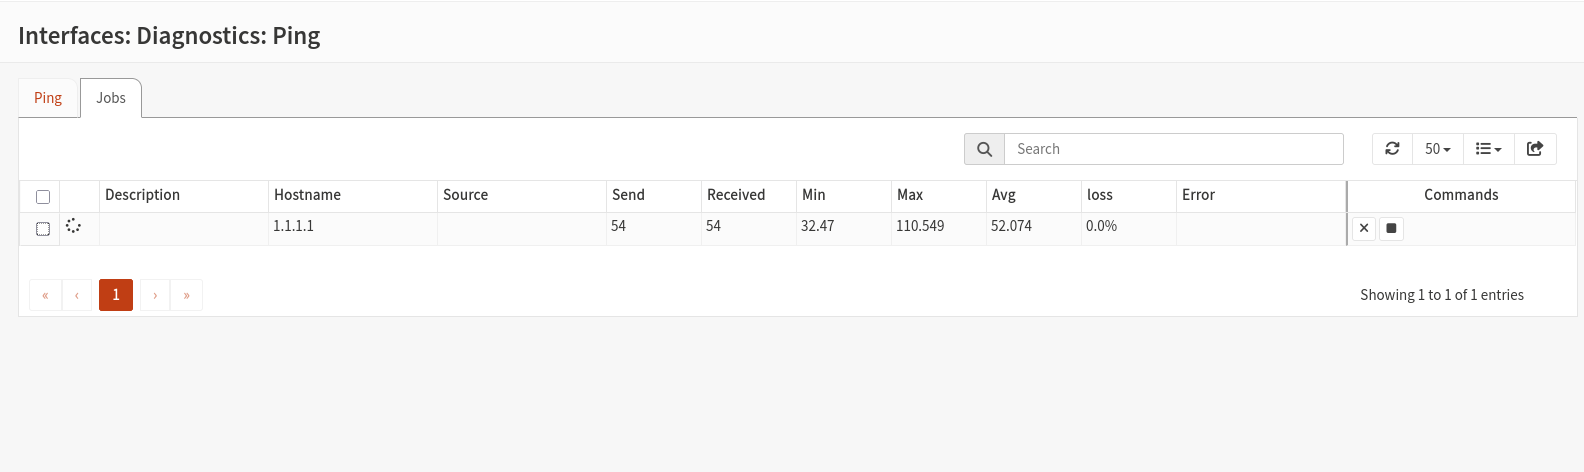 Interfaces: Diagnostics: Ping
Ping Jobs
Search 50
Description Hostname Source Send Received Min Max Avg loss Error Commands
1.1.1.1 54 54 32.47 110.549 52.074 0.0%
« ‹ 1 › » Showing 1 to 1 of 1 entries